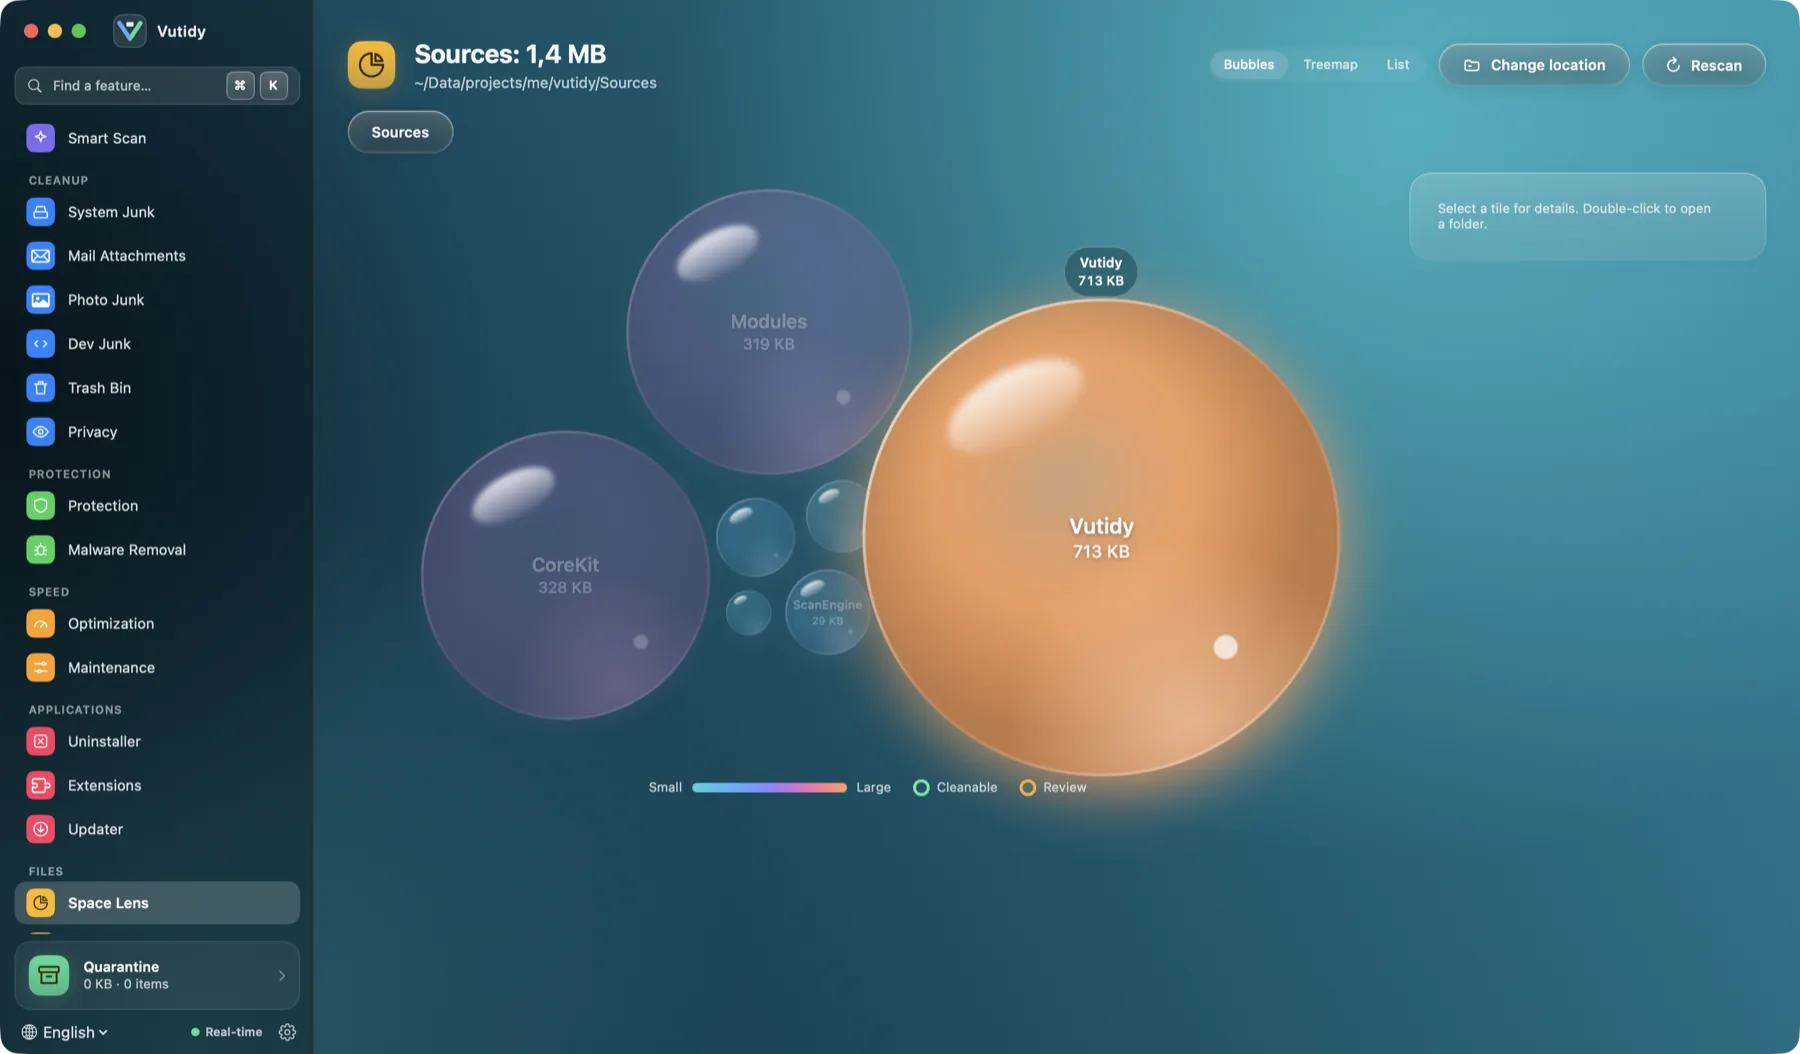 Vutidy
Find a feature...
⌘ K
Smart Scan
CLEANUP
System Junk
Mail Attachments
Photo Junk
Dev Junk
Trash Bin
Privacy
PROTECTION
Protection
Malware Removal
SPEED
Optimization
Maintenance
APPLICATIONS
Uninstaller
Extensions
Updater
FILES
Space Lens
Quarantine
0 KB · 0 items
English
Real-time
Sources: 1,4 MB
~/Data/projects/me/vutidy/Sources
Bubbles
Treemap
List
Change location
Rescan
Sources
Select a tile for details. Double-click to open
a folder.
Vutidy
713 KB
Modules
319 KB
Vutidy
713 KB
CoreKit
328 KB
ScanEngine
29 KB
Small
Large
Cleanable
Review